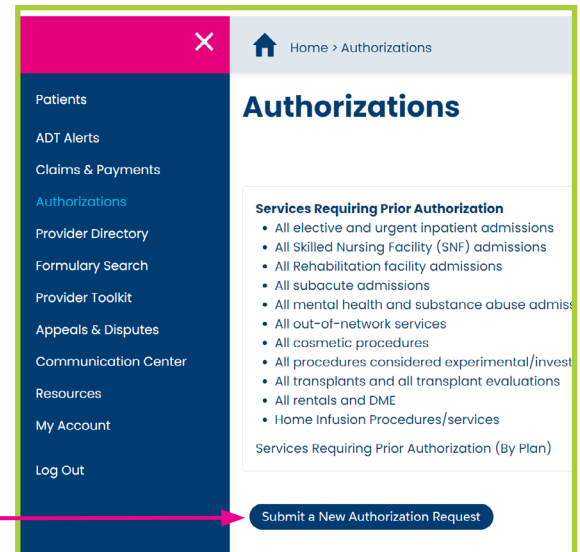 Home > Authorizations
Patients
ADT Alerts
Claims & Payments
Authorizations
Provider Directory
Formulary Search
Provider Toolkit
Appeals & Disputes
Communication Center
Resources
My Account
Log Out
Authorizations
Services Requiring Prior Authorization
• All elective and urgent inpatient admissions
• All Skilled Nursing Facility (SNF) admissions
• All Rehabilitation facility admissions
• All subacute admissions
• All mental health and substance abuse admiss
• All out-of-network services
• All cosmetic procedures
• All procedures considered experimental/invest
• All transplants and all transplant evaluations
• All rentals and DME
• Home Infusion Procedures/services
Services Requiring Prior Authorization (By Plan)
Submit a New Authorization Request